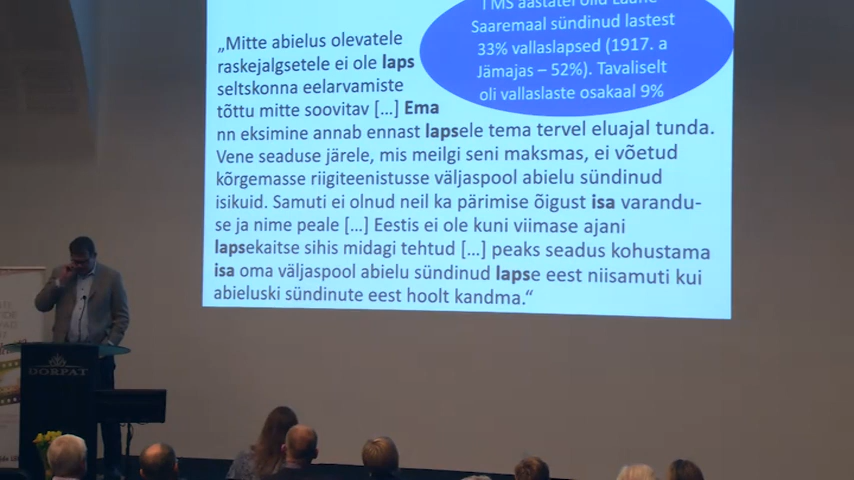 I MS aastatel olid Lääne-
Saaremaal sündinud lastest
33% vallaslapsed (1917. a
Jämajas – 52%). Tavaliselt
oli vallaslaste osakaal 9%
„Mitte abielus olevatele
raskejalgsetele ei ole laps
seltskonna eelarvamiste
tõttu mitte soovitav [...] Ema
nn eksimine annab ennast lapsele tema tervel eluajal tunda.
Vene seaduse järele, mis meilgi seni maksmas, ei võetud
kõrgemasse riigiteenistusse väljaspool abielu sündinud
isikuid. Samuti ei olnud neil ka pärimise õigust isa varandu-
se ja nime peale [...] Eestis ei ole kuni viimase ajani
lapsekaitse sihis midagi tehtud [...] peaks seadus kohustama
isa oma väljaspool abielu sündinud lapse eest niisamuti kui
abieluski sündinute eest hoolt kandma.“
DORPAT